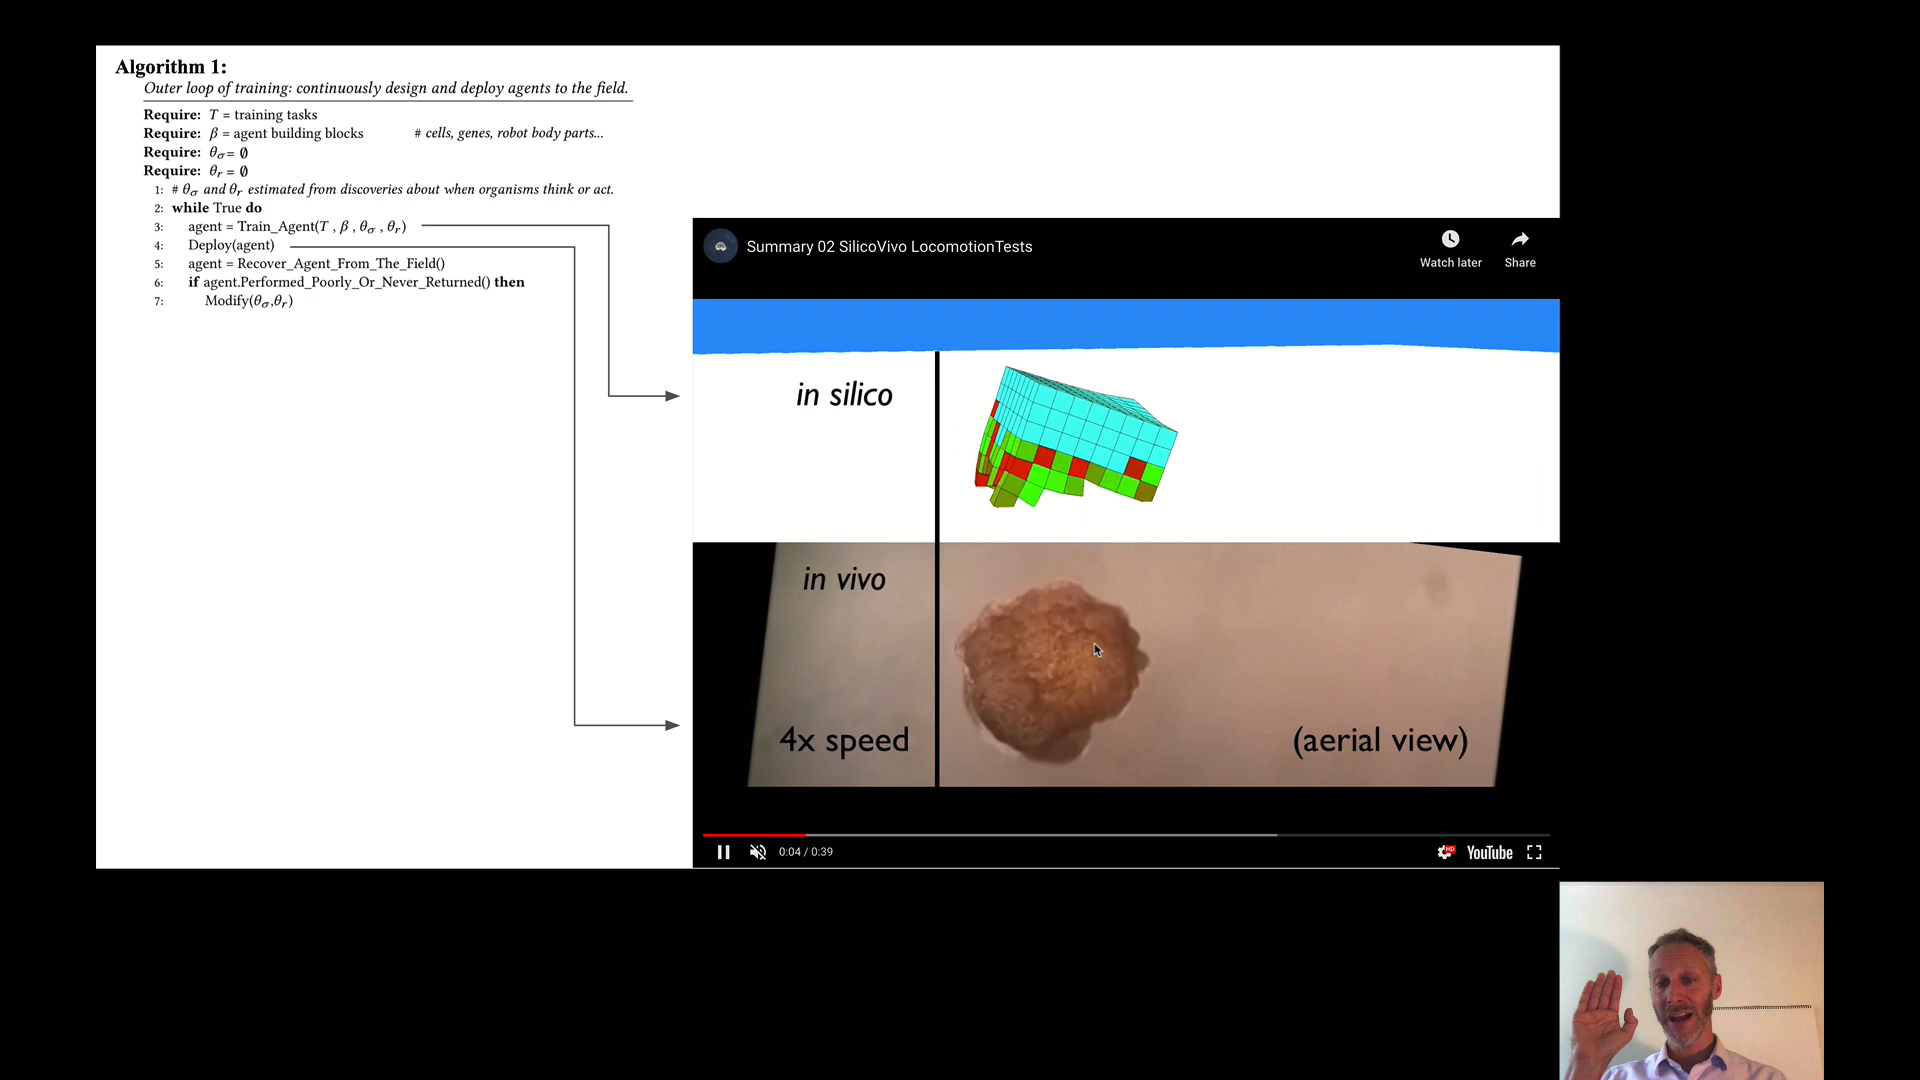 Algorithm 1:
Outer loop of training: continuously design and deploy agents to the field.
Require: T = training tasks
Require: β = agent building blocks # cells, genes, robot body parts...
Require: θσ = ∅
Require: θr = ∅
1: # θσ and θr estimated from discoveries about when organisms think or act.
2: while True do
3: agent = Train_Agent(T , β , θσ , θr)
4: Deploy(agent)
5: agent = Recover_Agent_From_The_Field()
6: if agent.Performed_Poorly_Or_Never_Returned() then
7: Modify(θσ,θr)
Summary 02 SilicoVivo LocomotionTests
Watch later
Share
in silico
in vivo
4x speed
(aerial view)
0:04 / 0:39
HD
YouTube